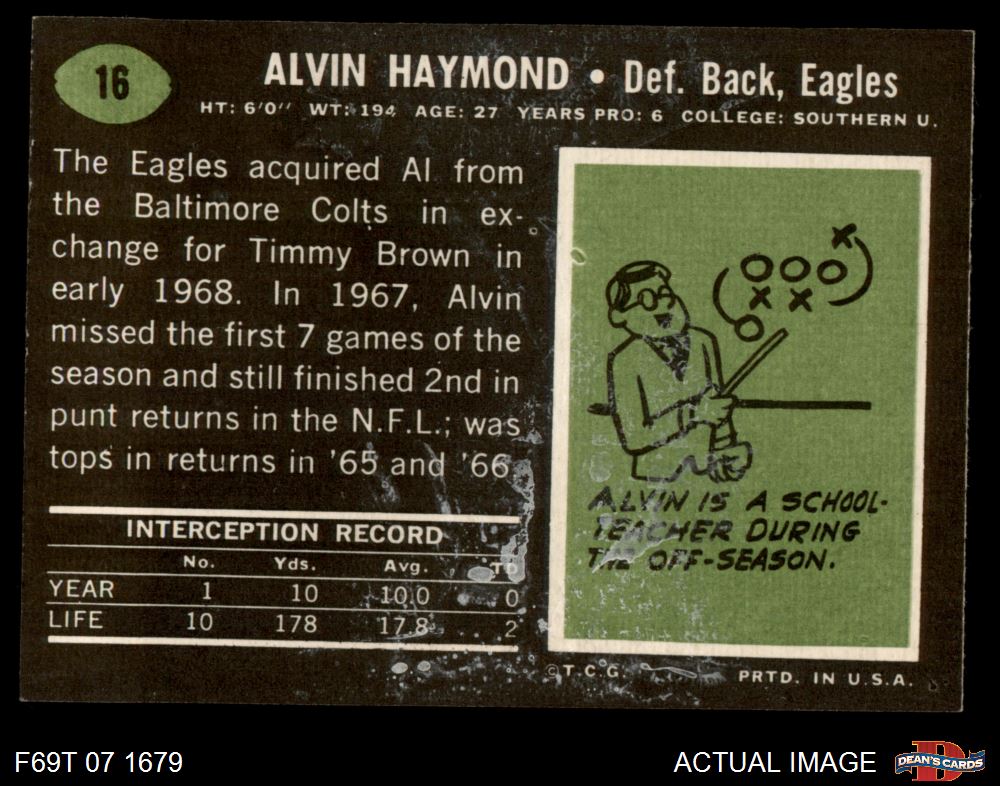 16
ALVIN HAYMOND • Def. Back, Eagles
HT: 6'0" WT: 194 AGE: 27 YEARS PRO: 6 COLLEGE: SOUTHERN U.
The Eagles acquired Al from
the Baltimore Colts in ex-
change for Timmy Brown in
early 1968. In 1967, Alvin
missed the first 7 games of the
season and still finished 2nd in
punt returns in the N.F.L.; was
tops in returns in '65 and '66
INTERCEPTION RECORD
No. Yds. Avg. TD
YEAR 1 10 10.0 0
LIFE 10 178 17.8 2
ALVIN IS A SCHOOL-
TEACHER DURING
THE OFF-SEASON.
© T.C.G.
PRTD. IN U.S.A.
F69T 07 1679
ACTUAL IMAGE
D
DEAN'S CARDS